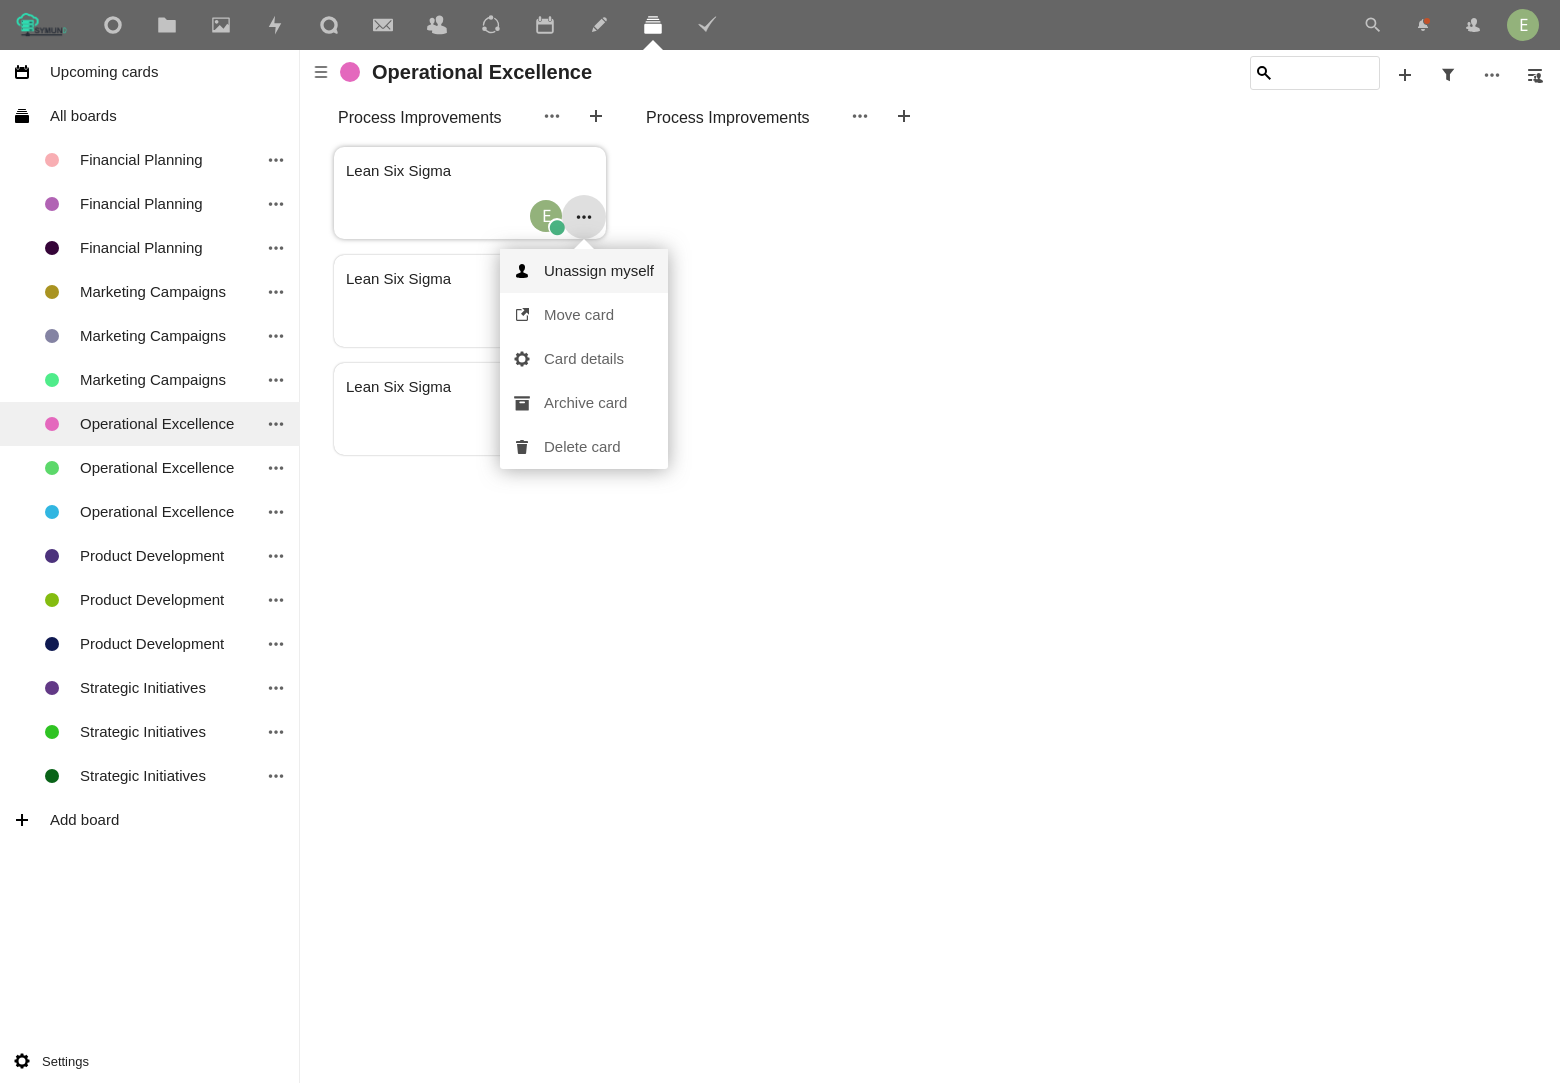 E
Upcoming cards
All boards
Financial Planning
Financial Planning
Financial Planning
Marketing Campaigns
Marketing Campaigns
Marketing Campaigns
Operational Excellence
Operational Excellence
Operational Excellence
Product Development
Product Development
Product Development
Strategic Initiatives
Strategic Initiatives
Strategic Initiatives
Add board
Settings
Operational Excellence
Process Improvements
Process Improvements
Lean Six Sigma
E
Lean Six Sigma
Lean Six Sigma
Unassign myself
Move card
Card details
Archive card
Delete card